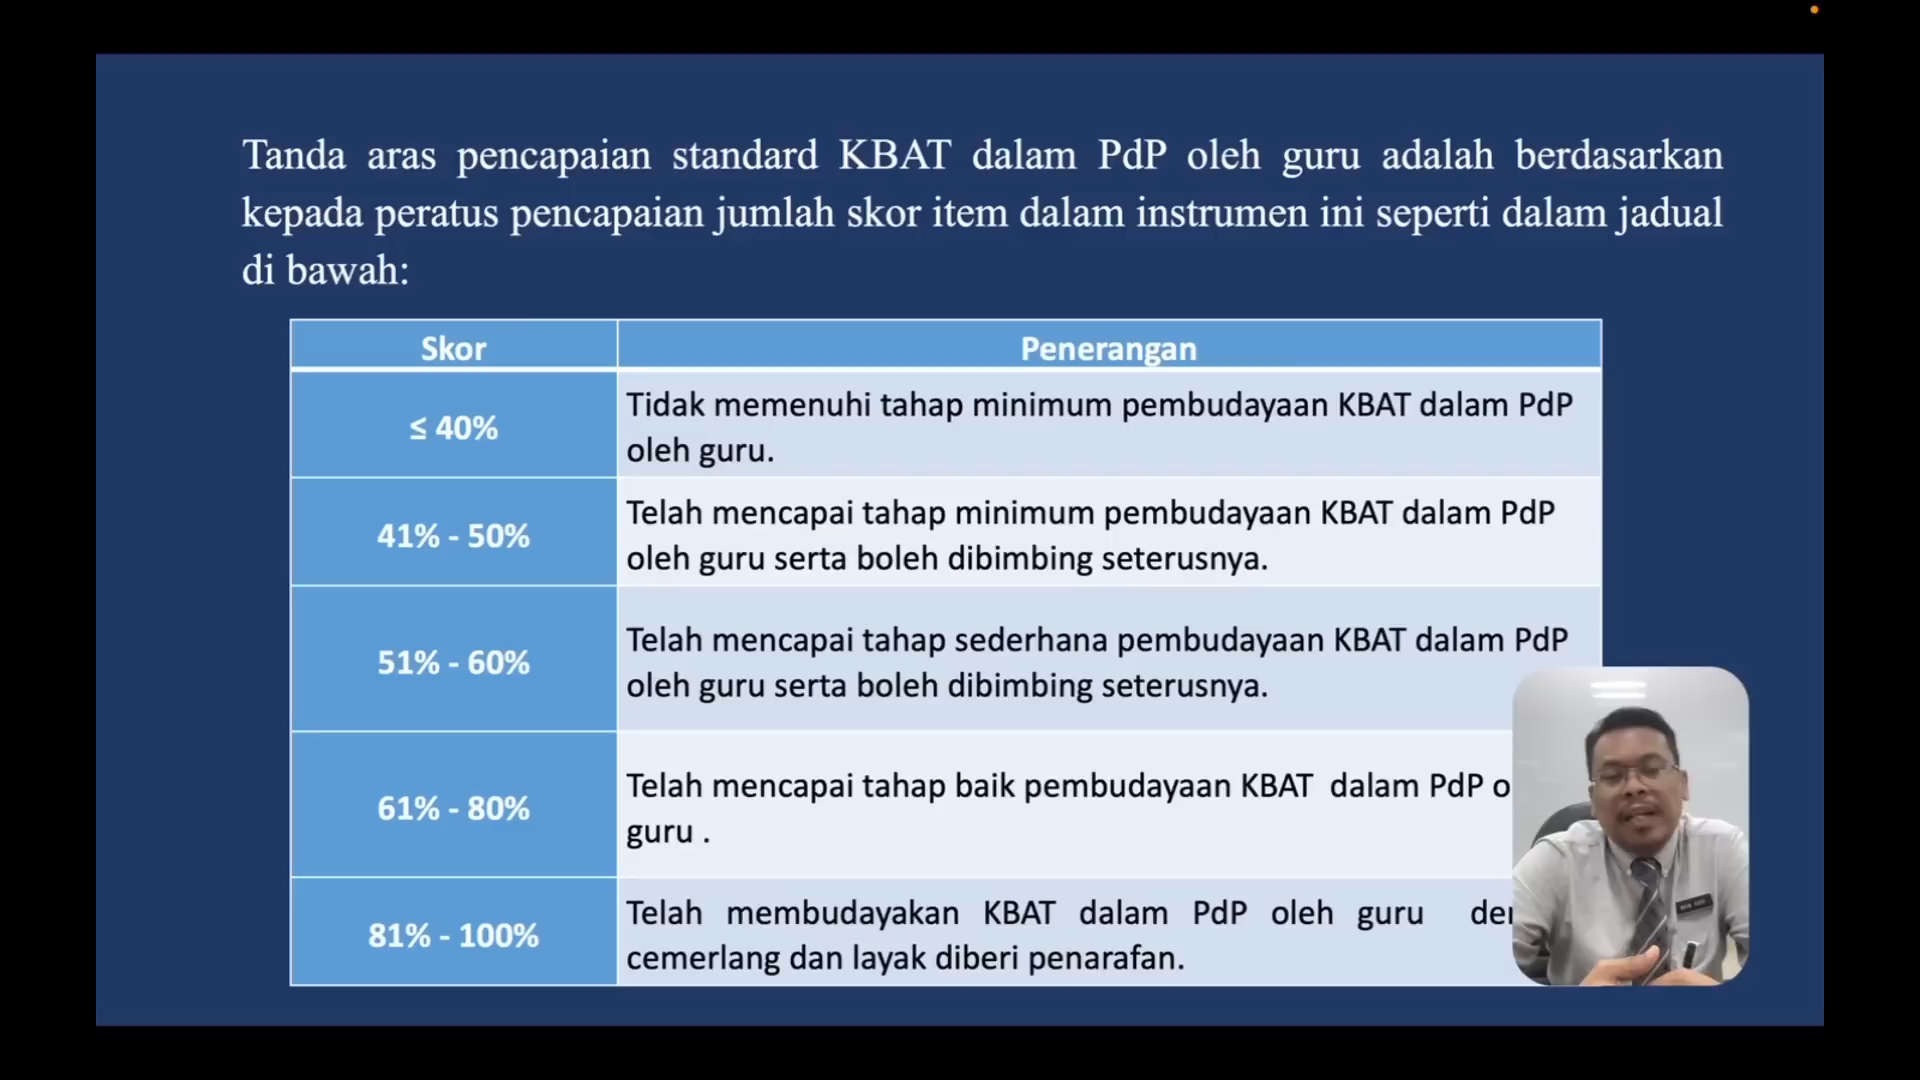 Tanda aras pencapaian standard KBAT dalam PdP oleh guru adalah berdasarkan
kepada peratus pencapaian jumlah skor item dalam instrumen ini seperti dalam jadual
di bawah:
Skor
Penerangan
≤ 40%
Tidak memenuhi tahap minimum pembudayaan KBAT dalam PdP
oleh guru.
41% - 50%
Telah mencapai tahap minimum pembudayaan KBAT dalam PdP
oleh guru serta boleh dibimbing seterusnya.
51% - 60%
Telah mencapai tahap sederhana pembudayaan KBAT dalam PdP
oleh guru serta boleh dibimbing seterusnya.
61% - 80%
Telah mencapai tahap baik pembudayaan KBAT dalam PdP
guru .
81% - 100%
Telah membudayakan KBAT dalam PdP oleh guru
cemerlang dan layak diberi penarafan.